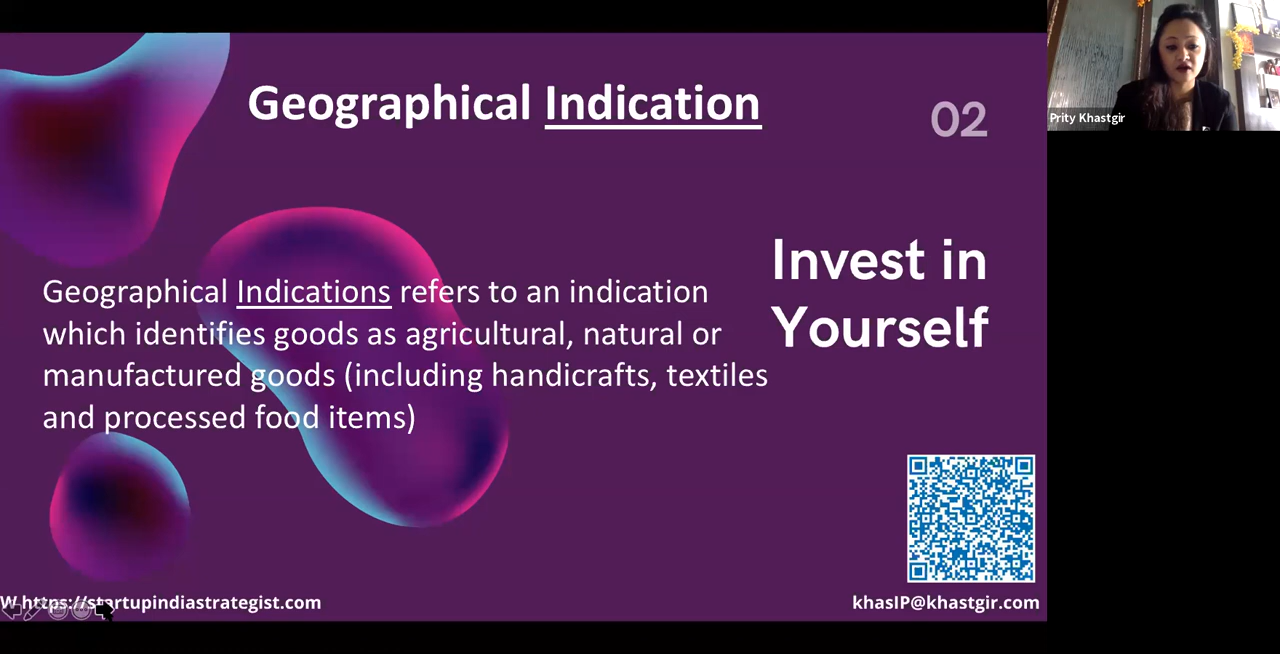 Geographical Indication
02
Prity Khastgir
Invest in
Yourself
Geographical Indications refers to an indication
which identifies goods as agricultural, natural or
manufactured goods (including handicrafts, textiles
and processed food items)
W https://startupindiastrategist.com
khasIP@khastgir.com